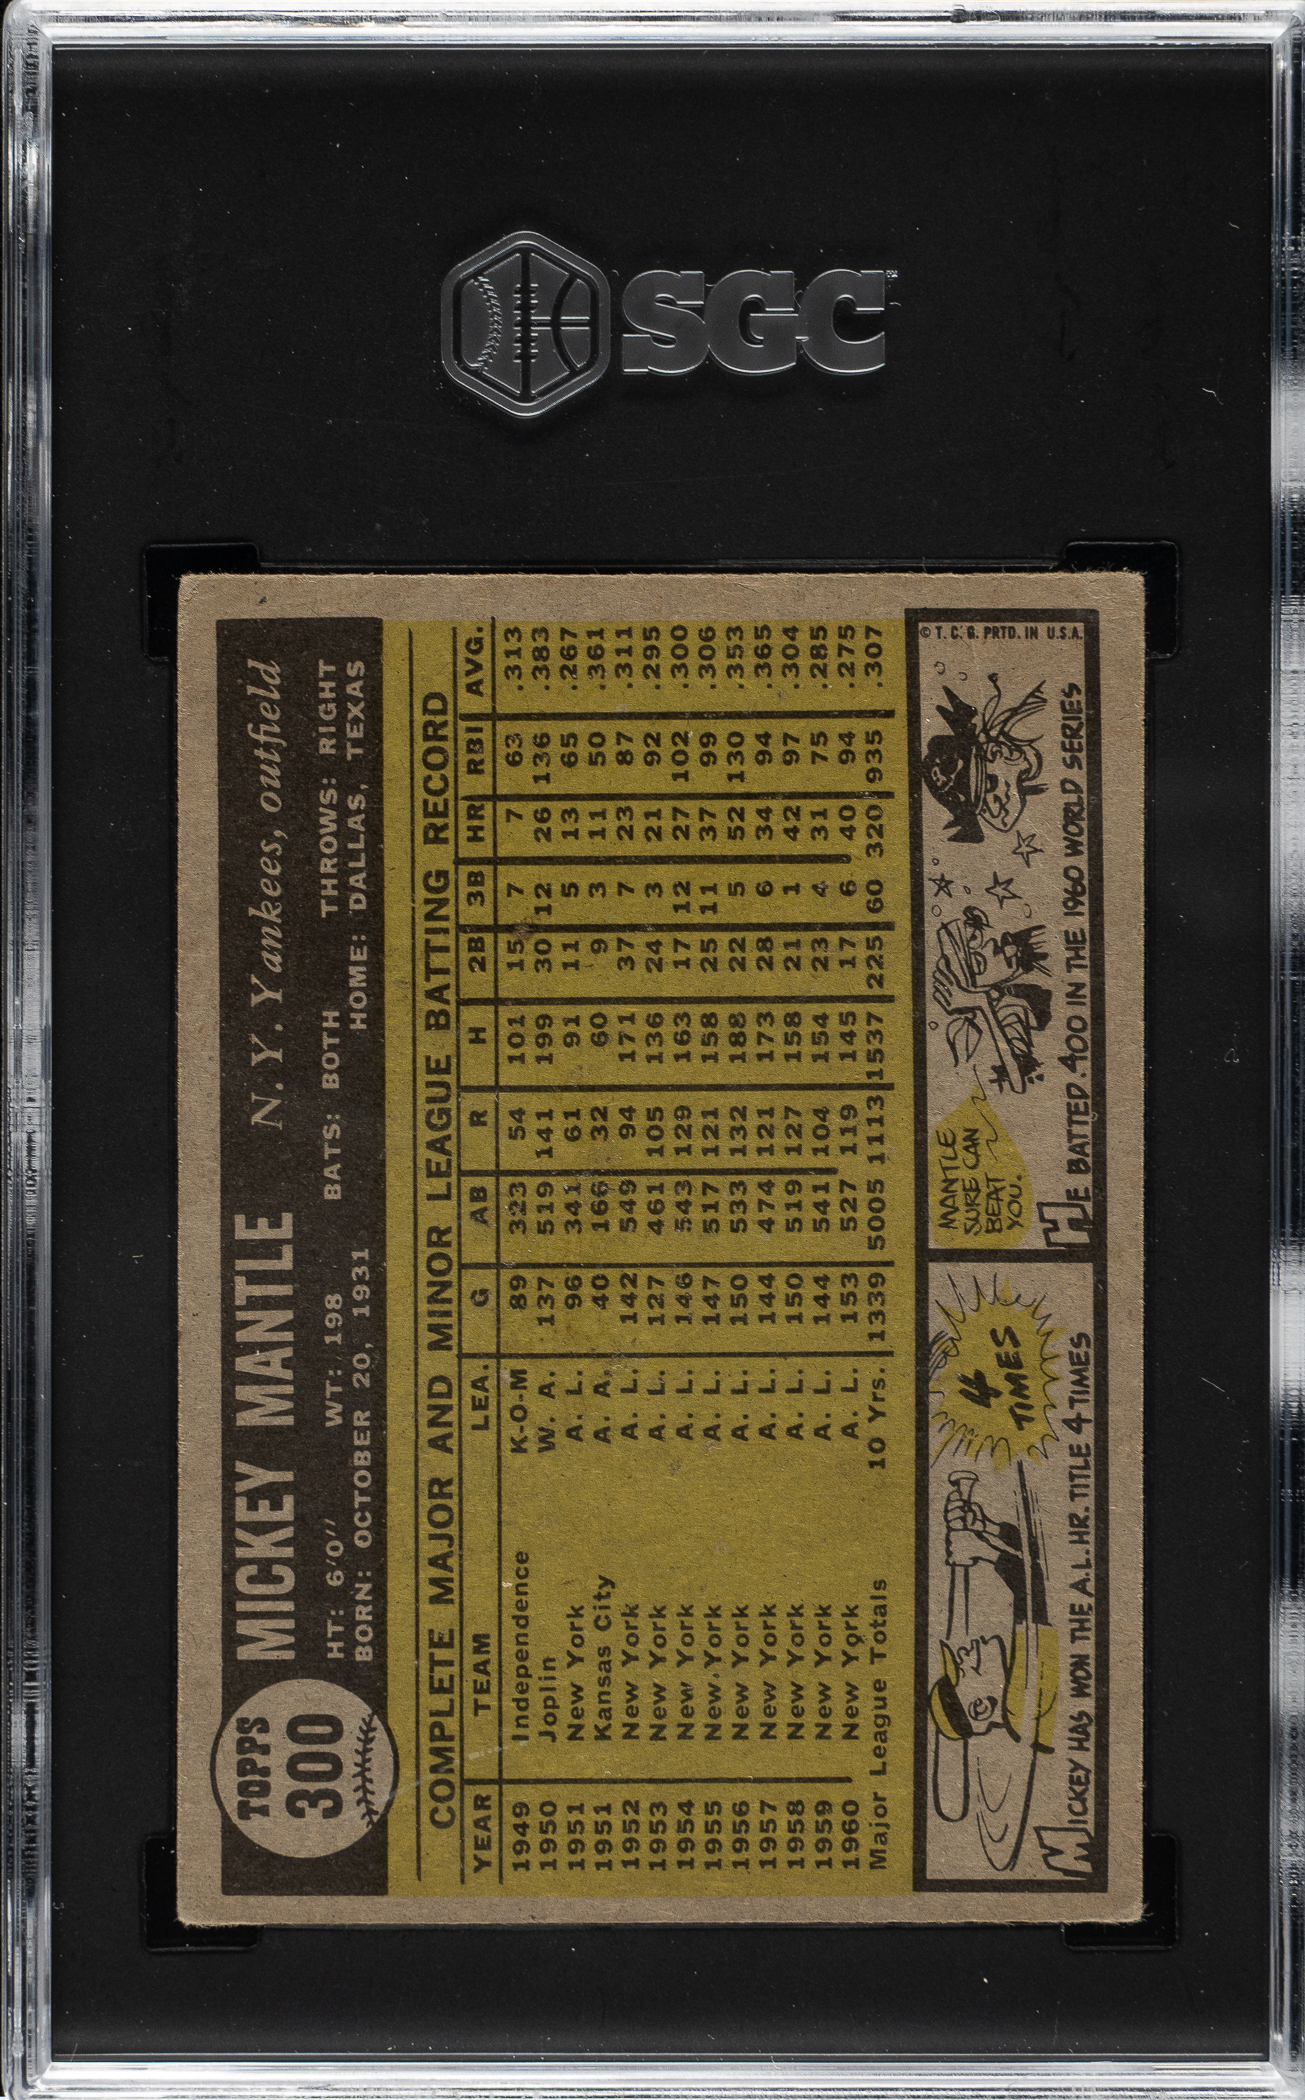 SGC™
TOPPS
300
MICKEY MANTLE N.Y. Yankees, outfield
HT: 6'0" WT: 198 BATS: BOTH THROWS: RIGHT
BORN: OCTOBER 20, 1931 HOME: DALLAS, TEXAS
COMPLETE MAJOR AND MINOR LEAGUE BATTING RECORD
YEAR TEAM LEA. G AB R H 2B 3B HR RBI AVG.
1949 Independence K-O-M 89 323 54 101 15 7 7 63 .313
1950 Joplin W. A. 137 519 141 199 30 12 26 136 .383
1951 New York A. L. 96 341 61 91 11 5 13 65 .267
1951 Kansas City A. A. 40 166 32 60 9 3 11 50 .361
1952 New York A. L. 142 549 94 171 37 7 23 87 .311
1953 New York A. L. 127 461 105 136 24 3 21 92 .295
1954 New York A. L. 146 543 129 163 17 12 27 102 .300
1955 New York A. L. 147 517 121 158 25 11 37 99 .306
1956 New York A. L. 150 533 132 188 22 5 52 130 .353
1957 New York A. L. 144 474 121 173 28 6 34 94 .365
1958 New York A. L. 150 519 127 158 21 1 42 97 .304
1959 New York A. L. 144 541 104 154 23 4 31 75 .285
1960 New York A. L. 153 527 119 145 17 6 40 94 .275
Major League Totals 10 Yrs. 1339 5005 1113 1537 225 60 320 935 .307
4
TIMES
MICKEY HAS WON THE A.L. HR. TITLE 4 TIMES
MANTLE
SURE CAN
BEAT
YOU.
HE BATTED .400 IN THE 1960 WORLD SERIES
© T. C. G. PRTD. IN U.S.A.